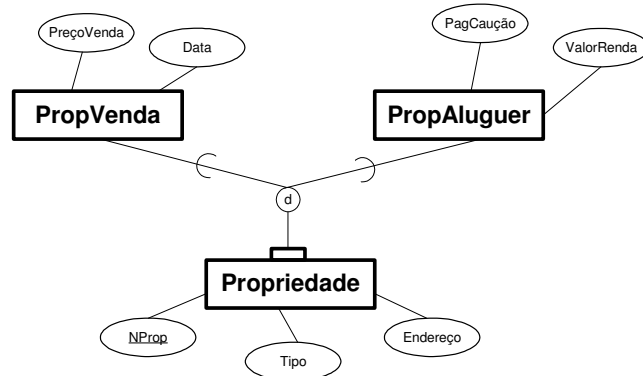 PreçoVenda
Data
PagCaução
ValorRenda
PropVenda
PropAluguer
d
Propriedade
NProp
Tipo
Endereço